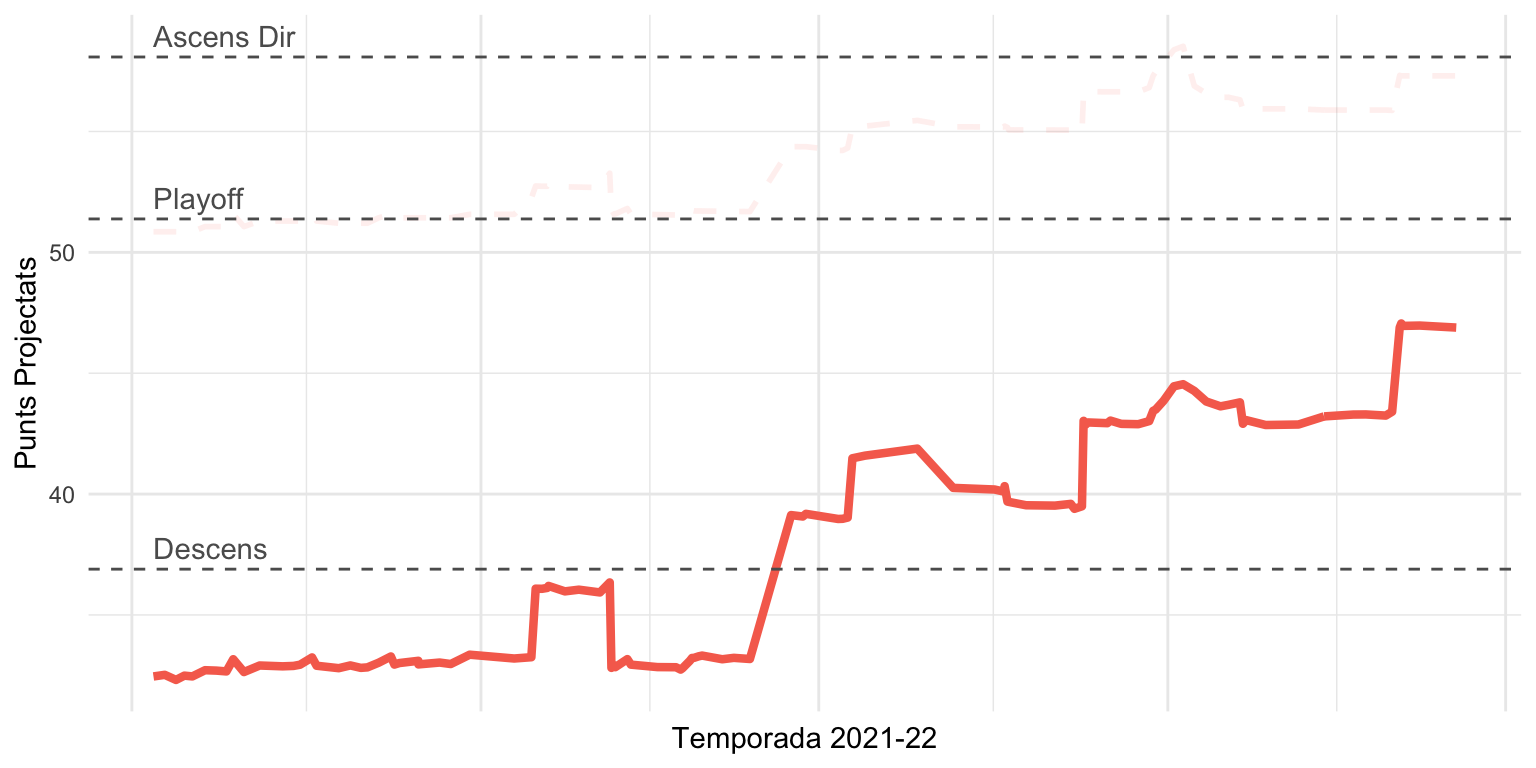 Ascens Dir
Playoff
50
40
Descens
Punts Projectats
Temporada 2021-22